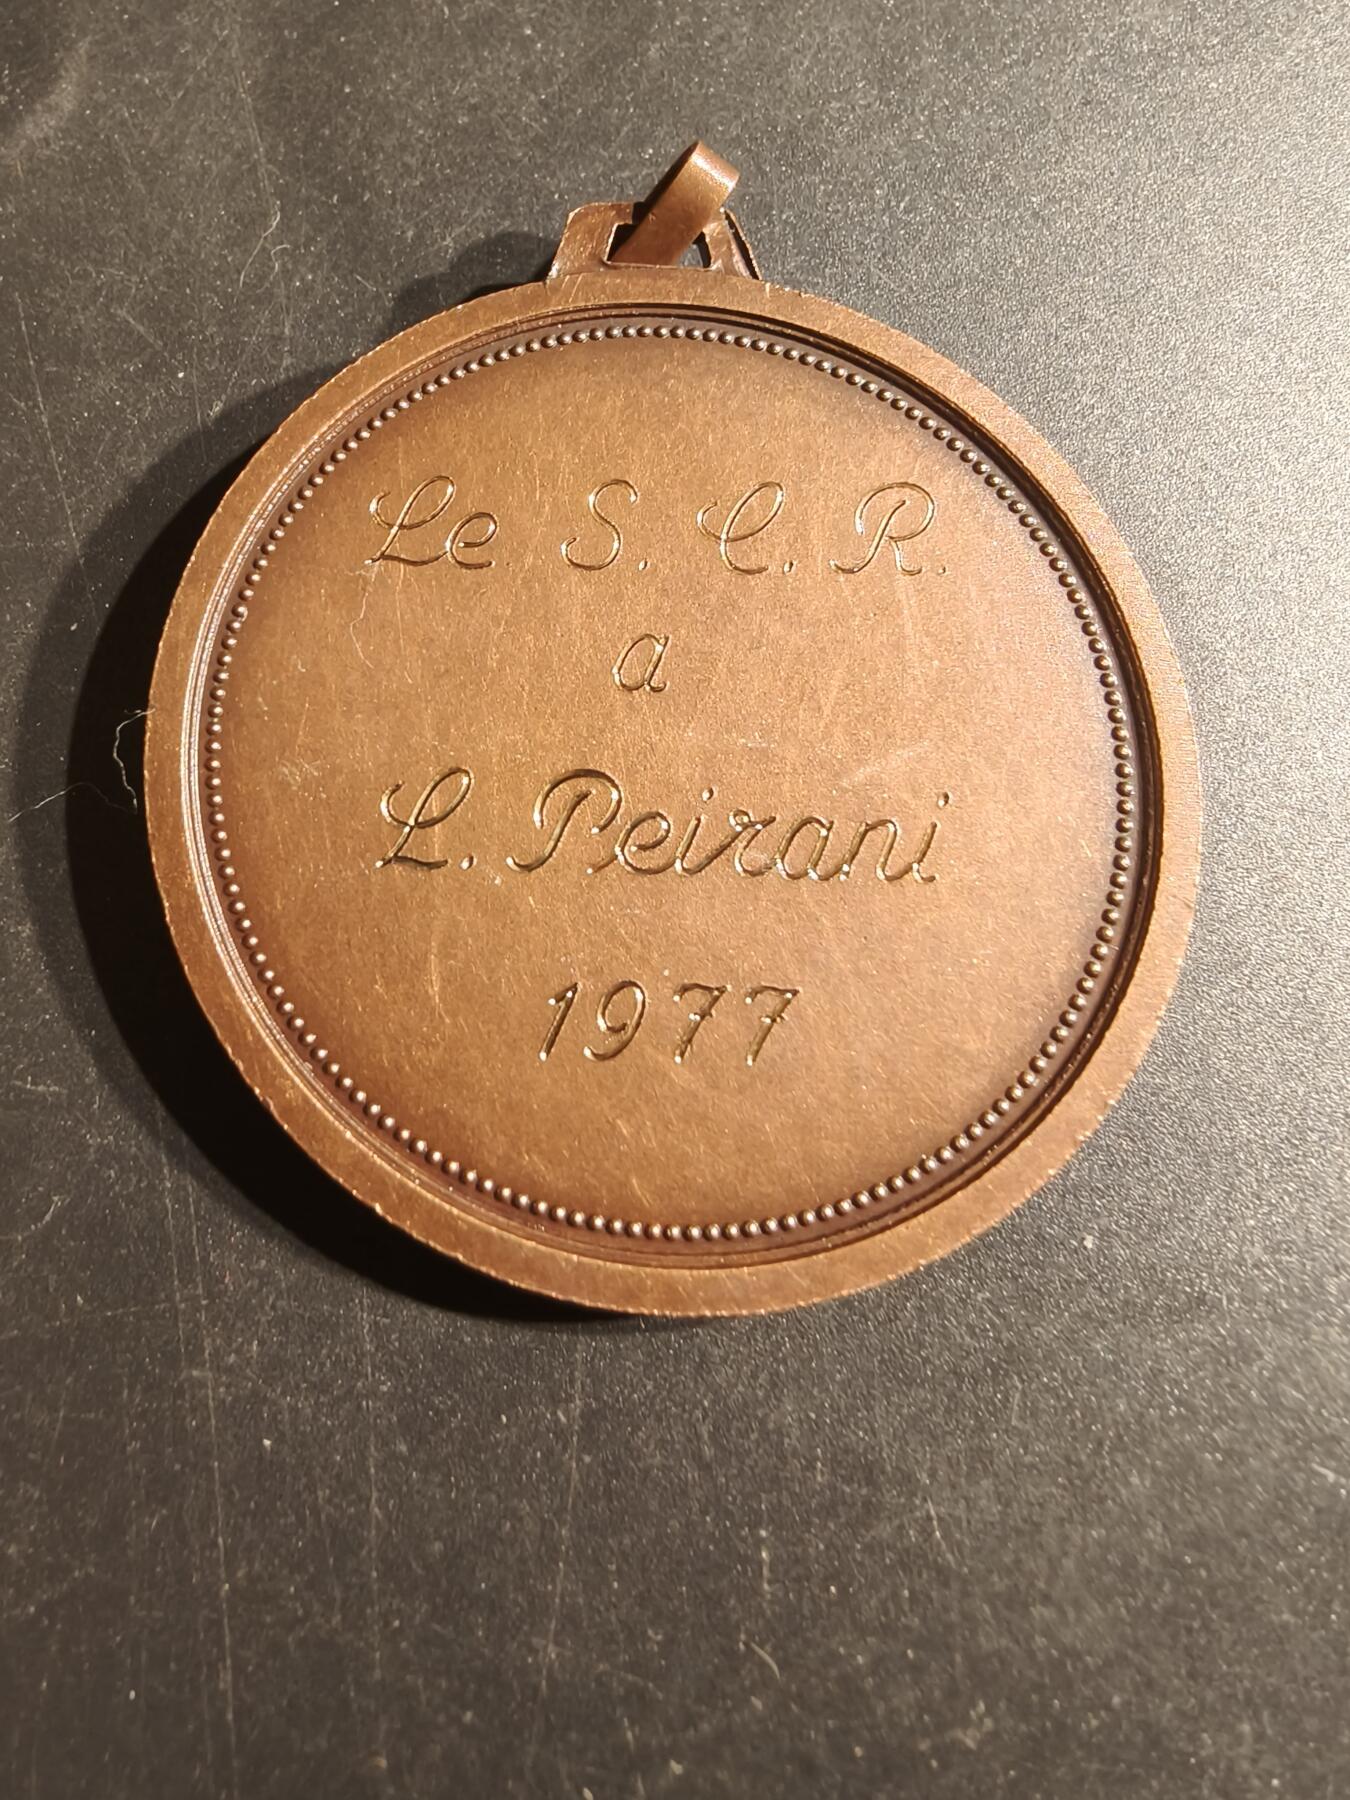 Le S. C. R.
a
L. Peirani
1977